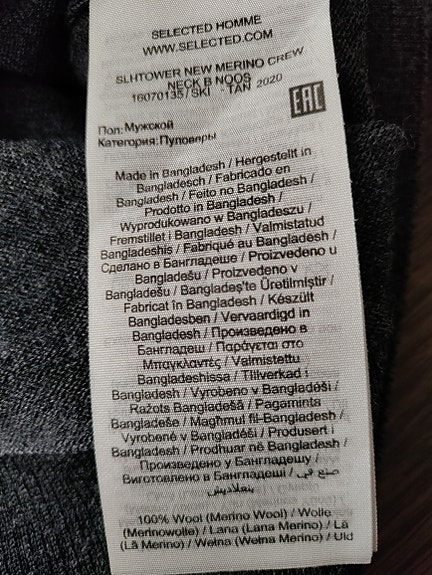 SELECTED HOMME
WWW.SELECTED.COM
SLHTOWER NEW MERINO CREW
NECK B NOOS
16070135/SKI - TAN 2020
EAC
Пол: Мужской
Категория: Пуловеры
Made in Bangladesh / Hergestellt in
Bangladesch / Fabricado en
Bangladesh / Feito no Bangladesh /
Prodotto in Bangladesh /
Wyprodukowano w Bangladeszu /
Fremstillet i Bangladesh / Valmistatud
Bangladeshis / Fabriqué au Bangladesh /
Сделано в Бангладеше / Proizvedeno u
Bangladešu / Proizvedeno v
Bangladešu / Bangladeş'te Üretilmiştir /
Fabricat în Bangladesh / Készült
Bangladesben / Vervaardigd in
Bangladesh / Произведено в
Бангладеш / Παράγεται στο
Μπαγκλαντές / Valmistettu
Bangladeshissa / Tillverkad i
Bangladesh / Vyrobeno v Bangladéši /
Ražots Bangladešā / Pagaminta
Bangladeše / Magħmul fil-Bangladesh /
Vyrobené v Bangladéši / Produsert i
Bangladesh / Prodhuar në Bangladesh /
Произведено у Бангладешу /
Виготовлено в Бангладеші / صنع في
بنغلاديش
100% Wool (Merino Wool) / Wolle
(Merinowolle) / Lana (Lana Merino) / Lã
(Lã Merino) / Wełna (Wełna Merino) / Uld